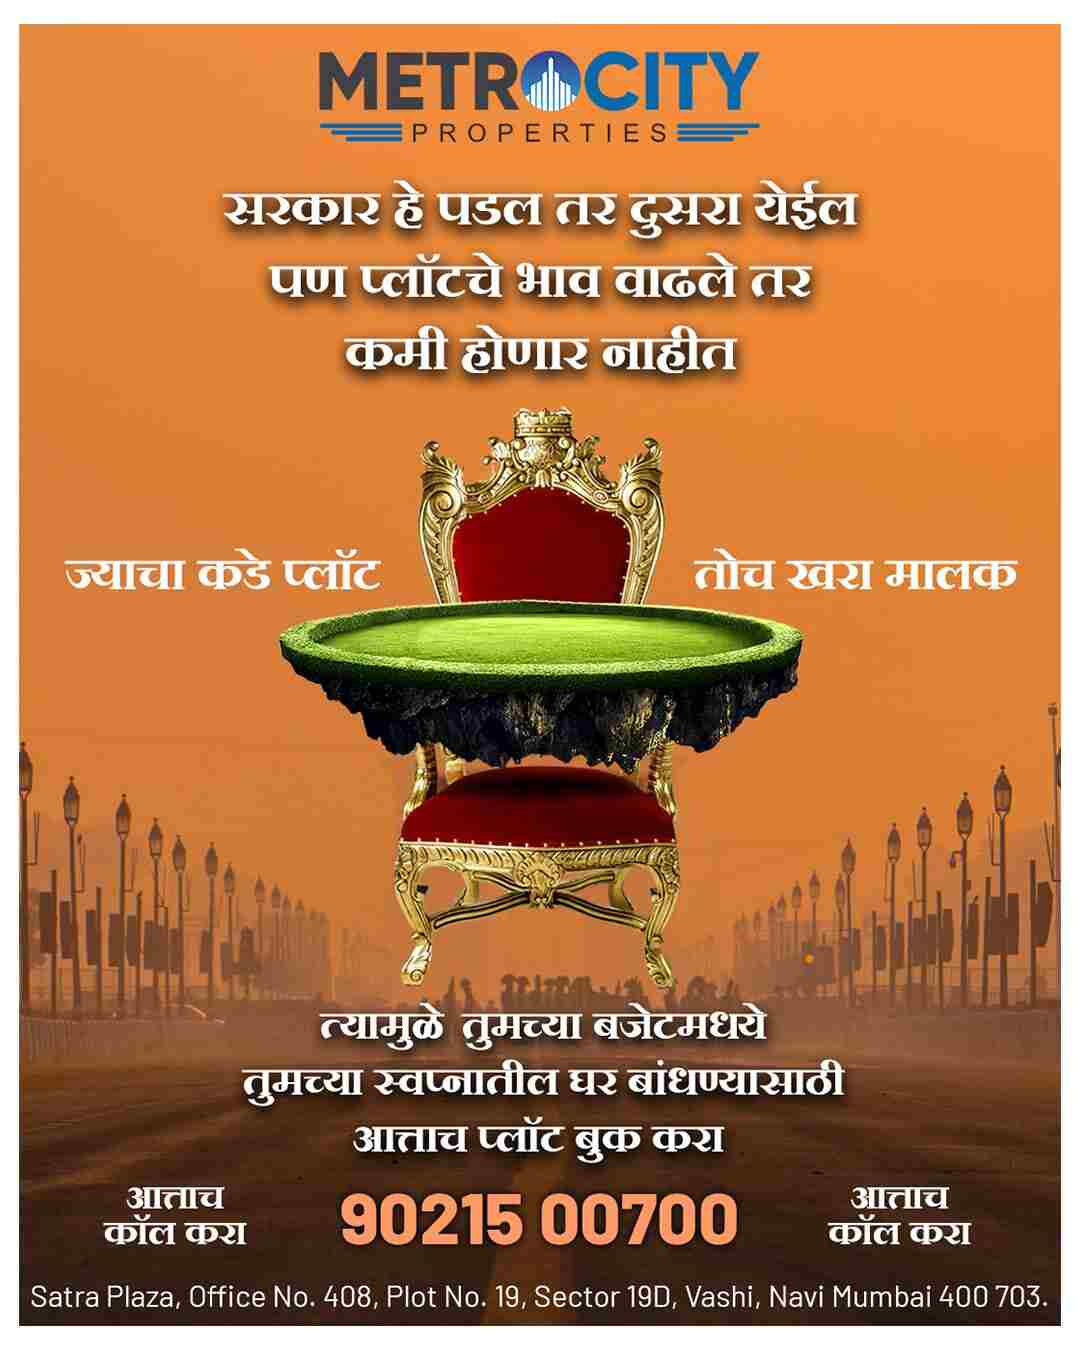 METROCITY
PROPERTIES
सरकार हे पडल तर दुसरा येईल
पण प्लॉटचे भाव वाढले तर
कमी होणार नाहीत
ज्याचा कडे प्लॉट
तोच खरा मालक
त्यामुळे तुमच्या बजेटमधये
तुमच्या स्वप्नातील घर बांधण्यासाठी
आत्ताच प्लॉट बुक करा
आत्ताच
कॉल करा
90215 00700
आत्ताच
कॉल करा
Satra Plaza, Office No. 408, Plot No. 19, Sector 19D, Vashi, Navi Mumbai 400 703.